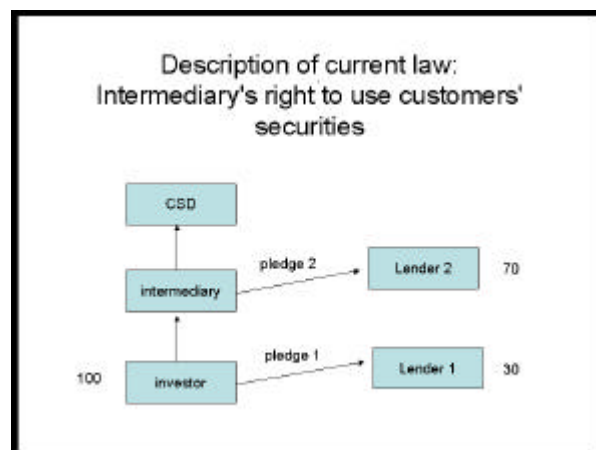 Description of current law:
Intermediary's right to use customers'
securities
CSD
pledge 2
Lender 2
70
intermediary
pledge 1
Lender 1
30
100
investor